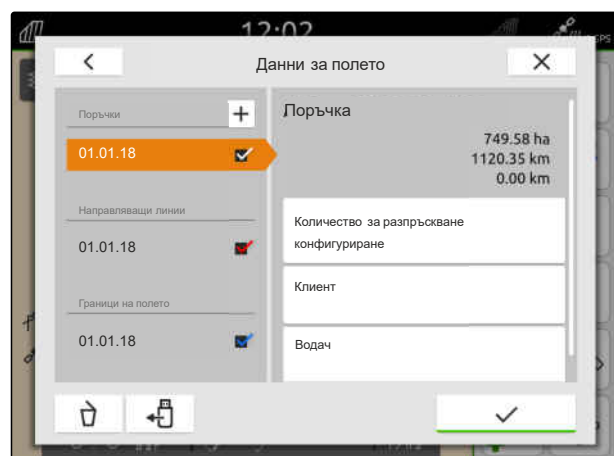 12:02
Данни за полето
Поръчки
01.01.18
Направляващи линии
01.01.18
Граници на полето
01.01.18
Поръчка
749.58 ha
1120.35 km
0.00 km
Количество за разпръскване
конфигуриране
Клиент
Водач